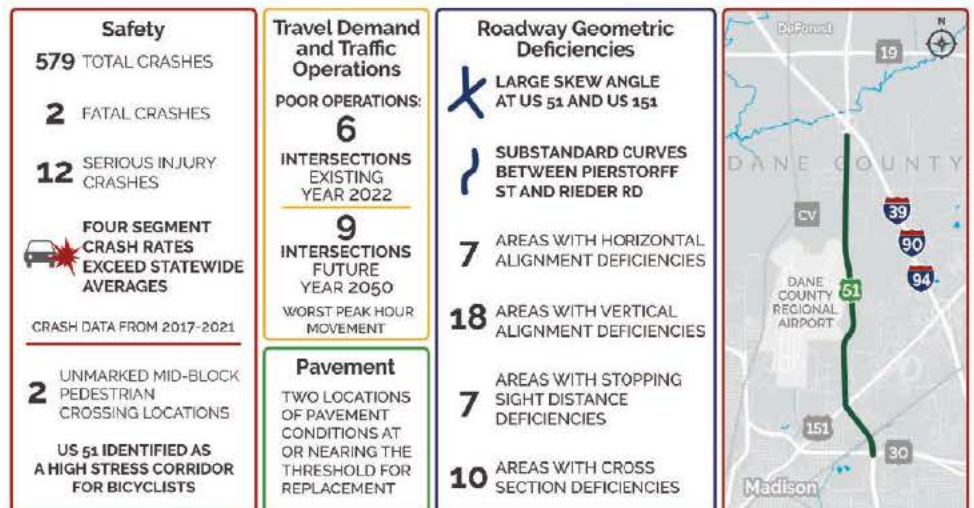 Safety
579 TOTAL CRASHES
2 FATAL CRASHES
12 SERIOUS INJURY
CRASHES
FOUR SEGMENT
CRASH RATES
EXCEED STATEWIDE
AVERAGES
CRASH DATA FROM 2017-2021
2 UNMARKED MID-BLOCK
PEDESTRIAN
CROSSING LOCATIONS
US 51 IDENTIFIED AS
A HIGH STRESS CORRIDOR
FOR BICYCLISTS
Travel Demand
and Traffic
Operations
POOR OPERATIONS:
6
INTERSECTIONS
EXISTING
YEAR 2022
9
INTERSECTIONS
FUTURE
YEAR 2050
WORST PEAK HOUR
MOVEMENT
Pavement
TWO LOCATIONS
OF PAVEMENT
CONDITIONS AT
OR NEARING THE
THRESHOLD FOR
REPLACEMENT
Roadway Geometric
Deficiencies
LARGE SKEW ANGLE
AT US 51 AND US 151
SUBSTANDARD CURVES
BETWEEN PIERSTORFF
ST AND RIEDER RD
7 AREAS WITH HORIZONTAL
ALIGNMENT DEFICIENCIES
18 AREAS WITH VERTICAL
ALIGNMENT DEFICIENCIES
7 AREAS WITH STOPPING
SIGHT DISTANCE
DEFICIENCIES
10 AREAS WITH CROSS
SECTION DEFICIENCIES
DeForest
N
19
DANE COUNTY
CV
39
90
94
DANE
COUNTY
REGIONAL
AIRPORT
51
151
30
Madison